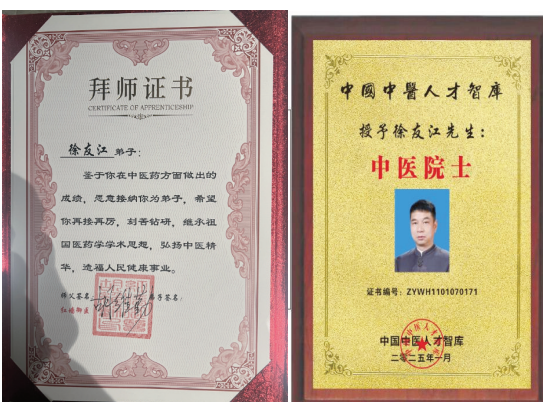 拜师证书
CERTIFICATE OF APPRENTICESHIP
徐友江 弟子：
鉴于你在中医药方面做出的
成绩，愿意接纳你为弟子，希望
你再接再厉，刻苦钻研，继承祖
国医药学学术思想，弘扬中医精
华，造福人民健康事业。
师父签名： 弟子签名：
红墙御医
中國中醫人才智库
授予徐友江先生：
中医院士
证书编号：ZYWH1101070171
中国中医人才智库
二〇二五年一月